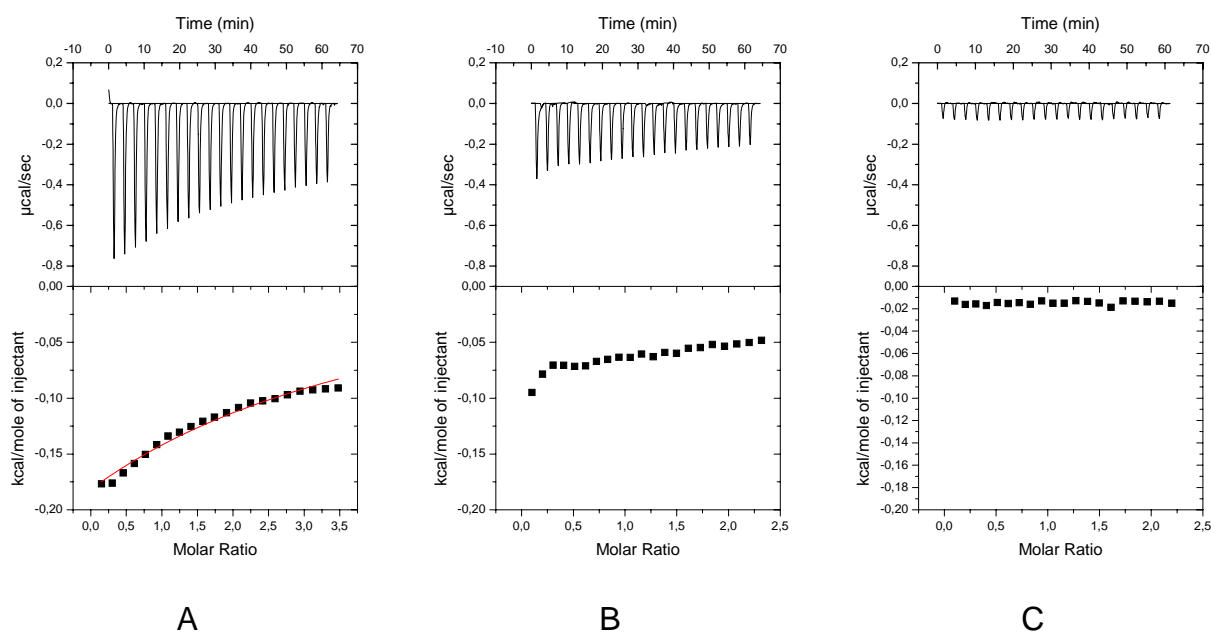 Time (min)
-10 0 10 20 30 40 50 60 70
0,2
0,0
-0,2
-0,4
-0,6
-0,8
µcal/sec
0,00
-0,05
-0,10
-0,15
-0,20
kcal/mole of injectant
0,0 0,5 1,0 1,5 2,0 2,5 3,0 3,5
Molar Ratio
A
Time (min)
-10 0 10 20 30 40 50 60 70
0,2
0,0
-0,2
-0,4
-0,6
-0,8
µcal/sec
0,00
-0,05
-0,10
-0,15
-0,20
kcal/mole of injectant
0,0 0,5 1,0 1,5 2,0 2,5
Molar Ratio
B
Time (min)
0 10 20 30 40 50 60 70
0,2
0,0
-0,2
-0,4
-0,6
-0,8
µcal/sec
0,00
-0,02
-0,04
-0,06
-0,08
-0,10
-0,12
-0,14
-0,16
-0,18
kcal/mole of injectant
0,0 0,5 1,0 1,5 2,0 2,5
Molar Ratio
C